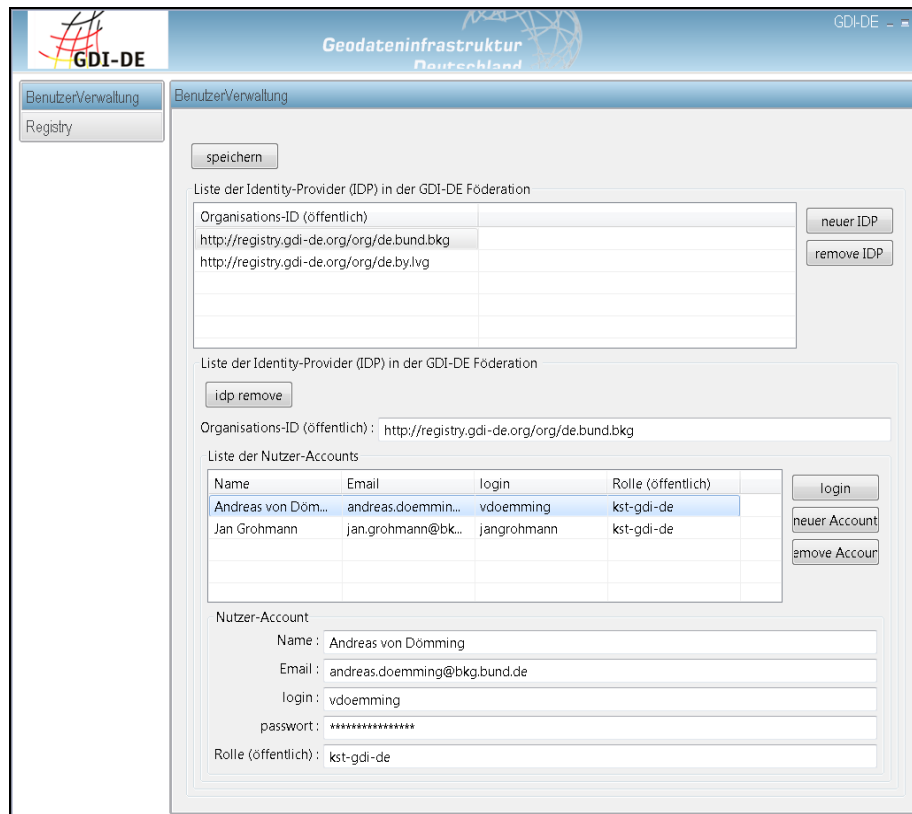 GDI-DE
Geodateninfrastruktur
Deutschland
GDI-DE
BenutzerVerwaltung
Registry
BenutzerVerwaltung
speichern
Liste der Identity-Provider (IDP) in der GDI-DE Föderation
Organisations-ID (öffentlich)
http://registry.gdi-de.org/org/de.bund.bkg
http://registry.gdi-de.org/org/de.by.lvg
neuer IDP
remove IDP
Liste der Identity-Provider (IDP) in der GDI-DE Föderation
idp remove
Organisations-ID (öffentlich) : http://registry.gdi-de.org/org/de.bund.bkg
Liste der Nutzer-Accounts
Name Email login Rolle (öffentlich)
Andreas von Döm... andreas.doemmin... vdoemming kst-gdi-de
Jan Grohmann jan.grohmann@bk... jangrohmann kst-gdi-de
login
neuer Account
emove Accoun
Nutzer-Account
Name : Andreas von Dömming
Email : andreas.doemming@bkg.bund.de
login : vdoemming
passwort : ****************
Rolle (öffentlich) : kst-gdi-de